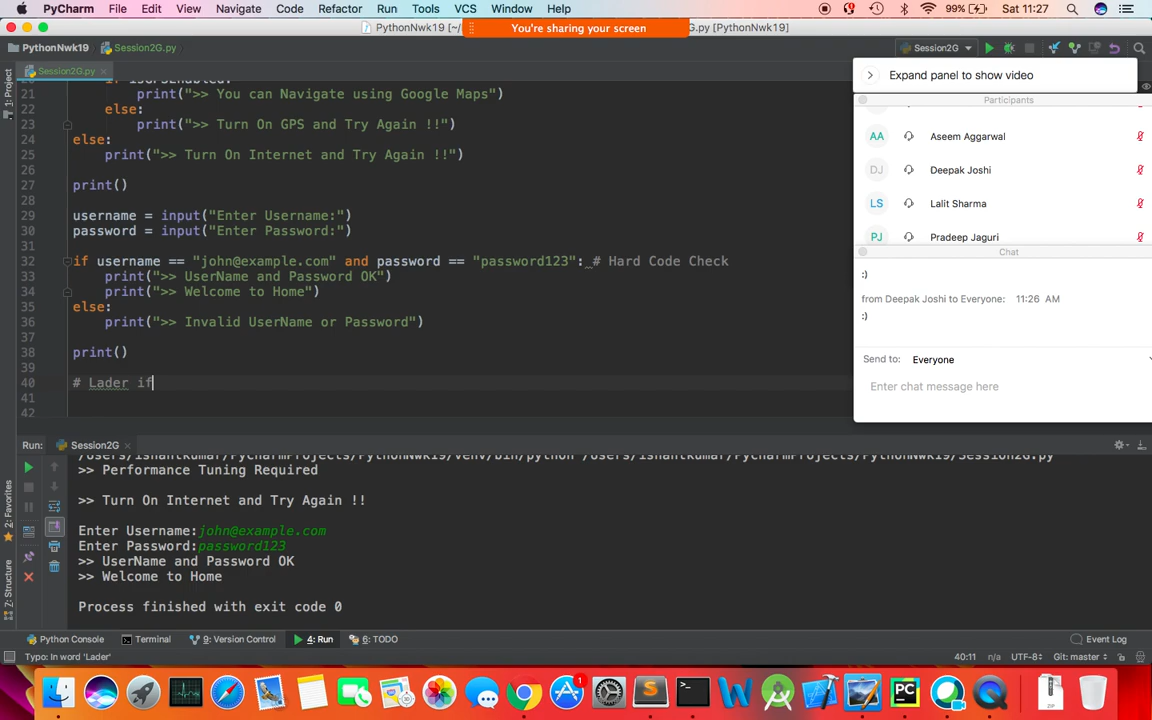 PyCharm File Edit View Navigate Code Refactor Run Tools VCS Window Help 99% Sat 11:27
PythonNwk19 [~/ You're sharing your screen G.py [PythonNwk19]
PythonNwk19 Session2G.py Session2G
1: Project Session2G.py
Expand panel to show video
Participants
Aseem Aggarwal AA
DJ Deepak Joshi
LS Lalit Sharma
PJ Pradeep Jaguri
Chat
:)
from Deepak Joshi to Everyone: 11:26 AM
:)
Send to: Everyone
Enter chat message here
21 print(">> You can Navigate using Google Maps")
22 else:
23 print(">> Turn On GPS and Try Again !!")
24 else:
25 print(">> Turn On Internet and Try Again !!")
26
27 print()
28
29 username = input("Enter Username:")
30 password = input("Enter Password:")
31
32 if username == "john@example.com" and password == "password123": # Hard Code Check
33 print(">> UserName and Password OK")
34 print(">> Welcome to Home")
35 else:
36 print(">> Invalid UserName or Password")
37
38 print()
39
40 # Lader if
41
42
Run: Session2G
/Users/ishantkumar/PycharmProjects/PythonNwk19/venv/bin/python /Users/ishantkumar/PycharmProjects/PythonNwk19/Session2G.py
>> Performance Tuning Required
>> Turn On Internet and Try Again !!
Enter Username:john@example.com
Enter Password:password123
>> UserName and Password OK
>> Welcome to Home
Process finished with exit code 0
2: Favorites
7: Structure
Python Console Terminal 9: Version Control 4: Run 6: TODO Event Log
Typo: In word 'Lader' 40:11 n/a UTF-8 Git: master